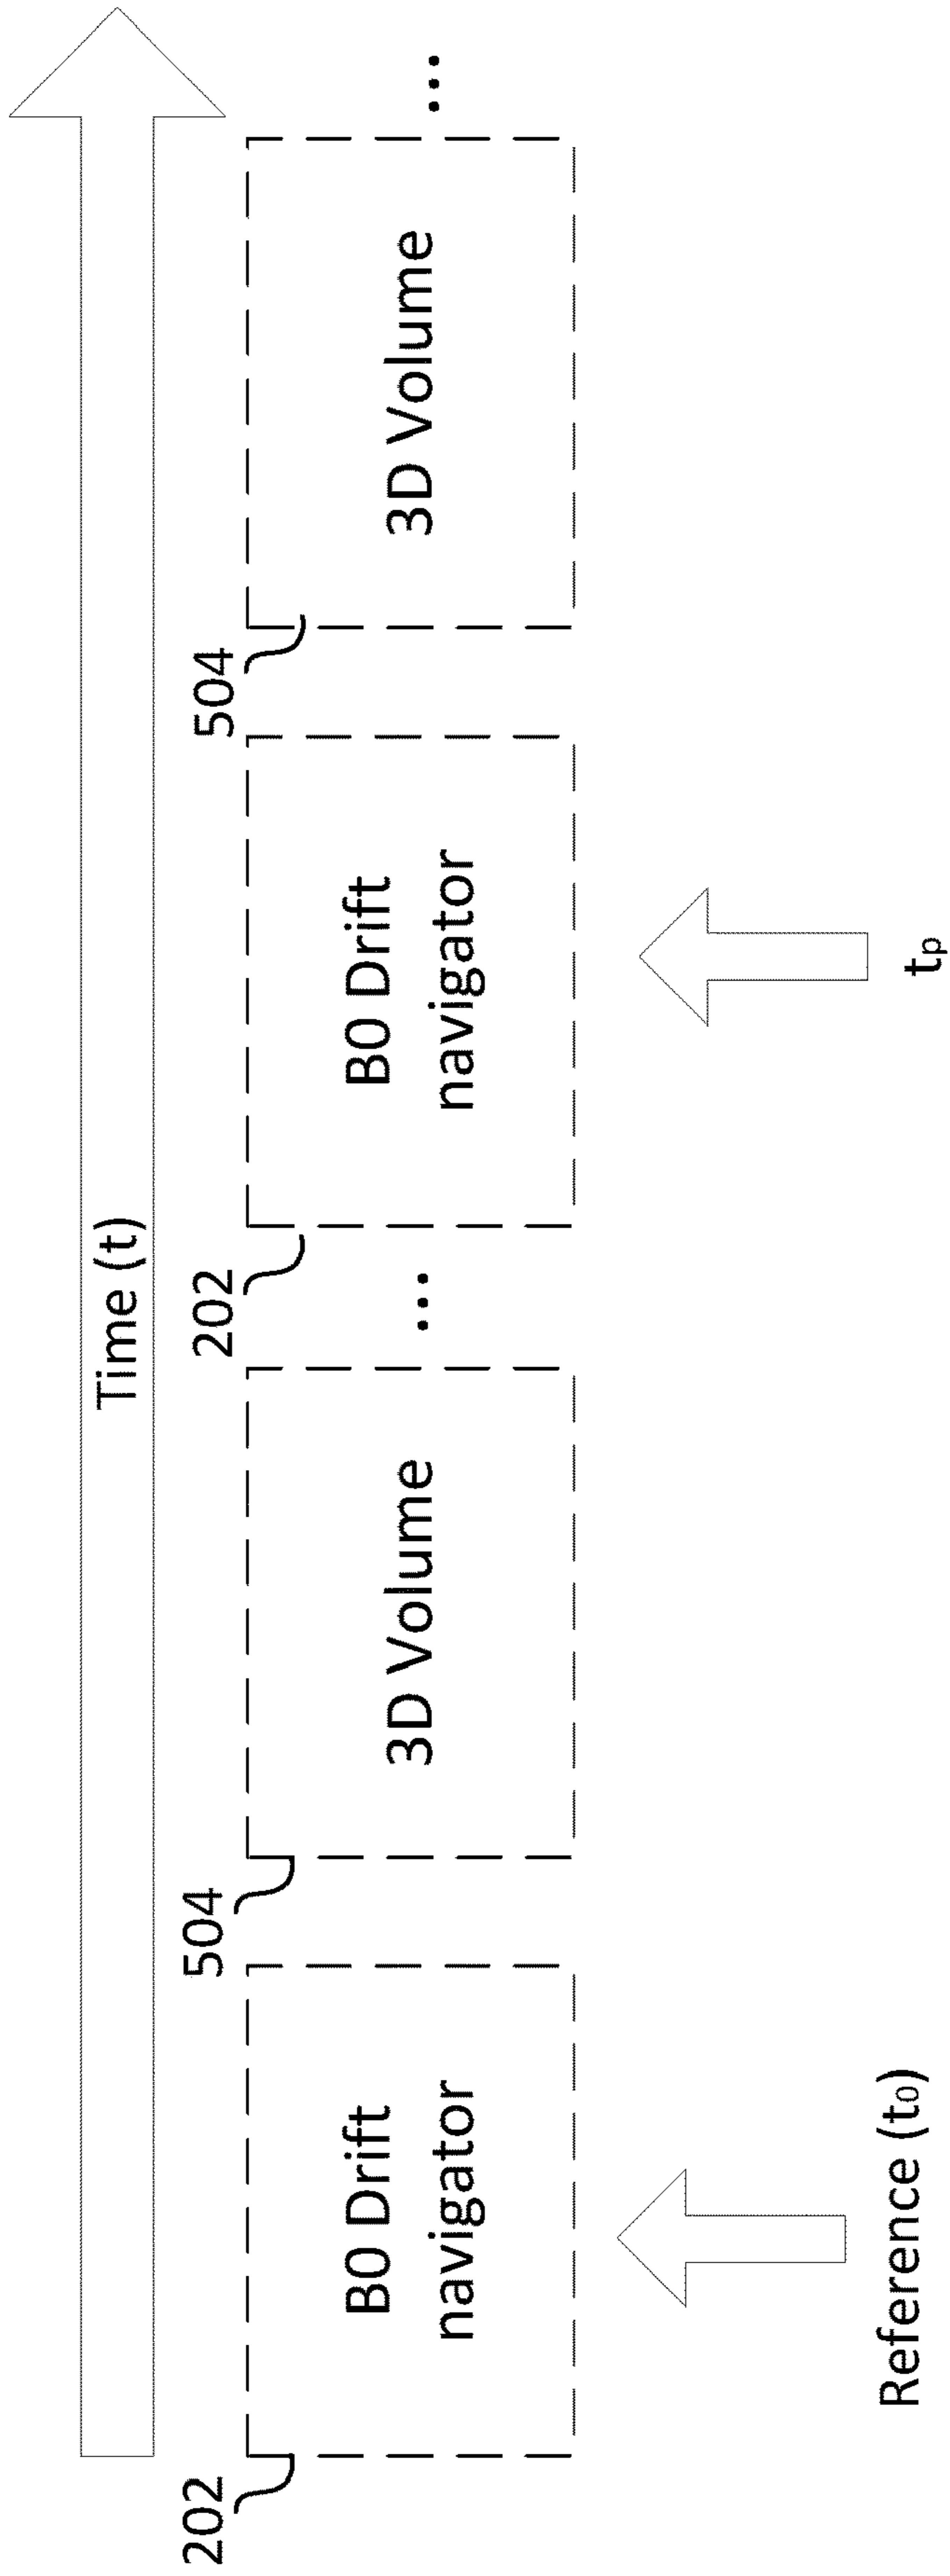 Time (t)
202
504
202
504
B0 Drift
navigator
3D Volume
...
B0 Drift
navigator
3D Volume
...
Reference (t₀)
tₚ